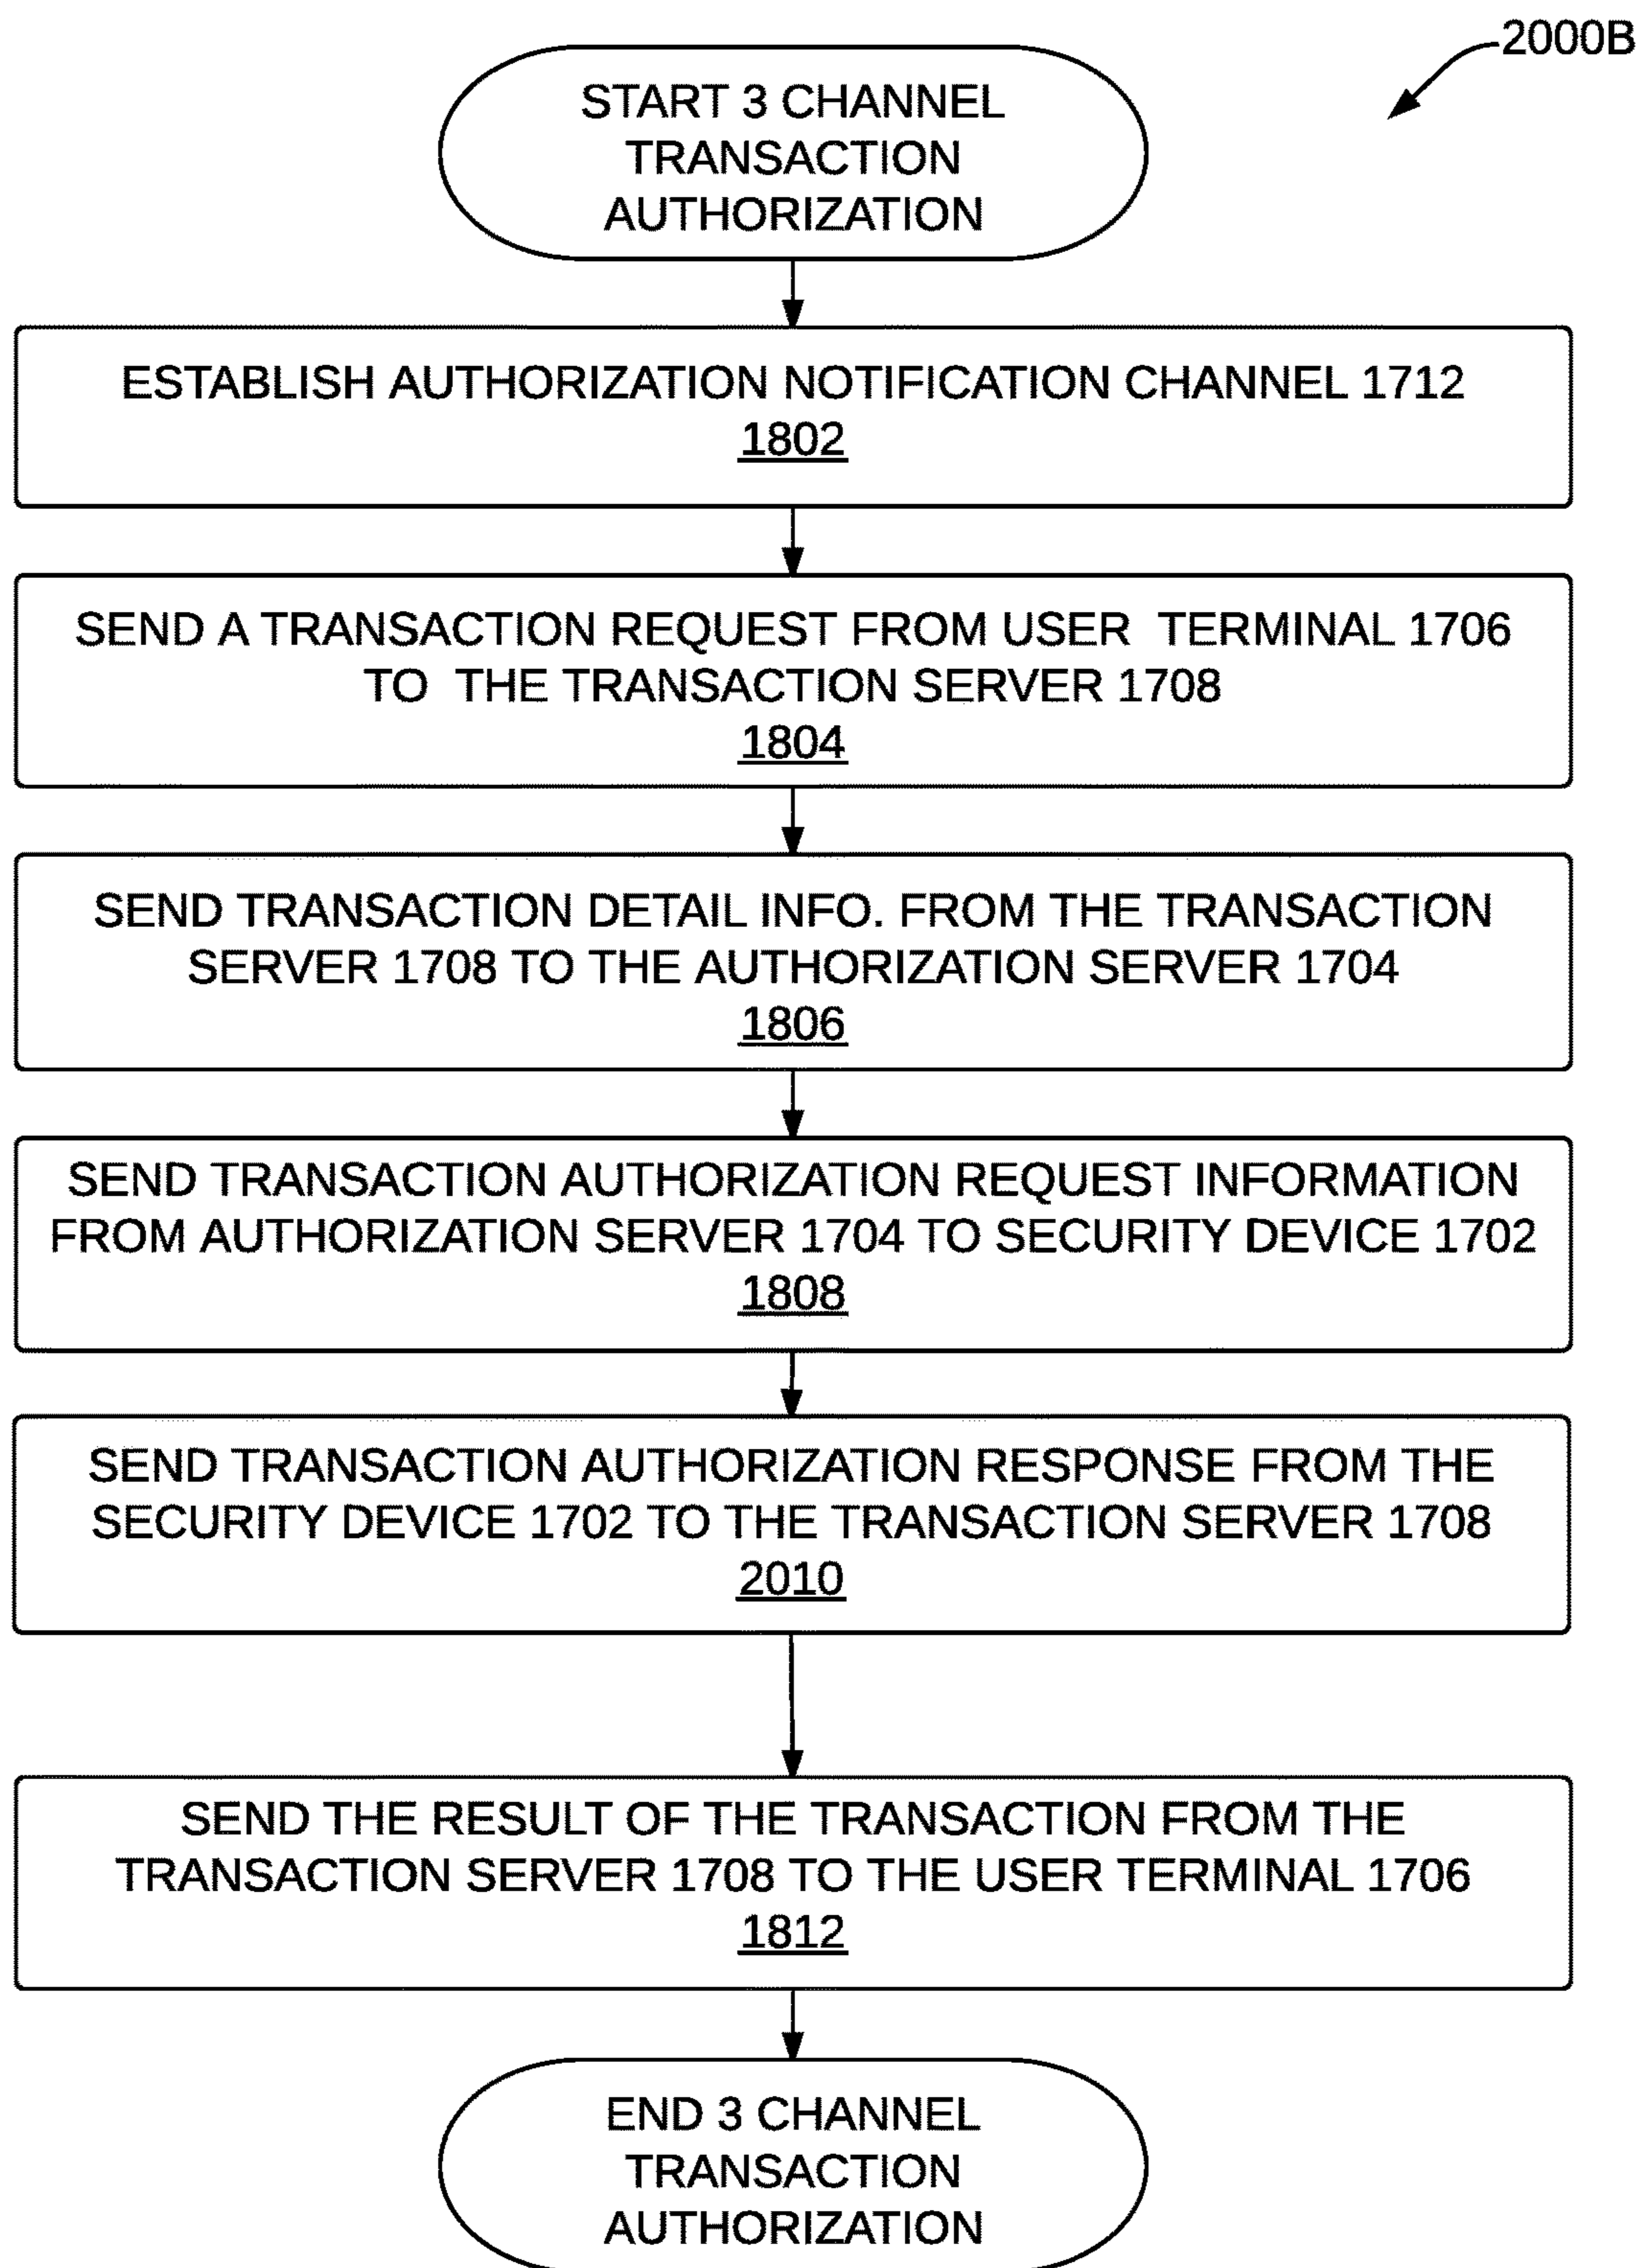 2000B
START 3 CHANNEL
TRANSACTION
AUTHORIZATION
ESTABLISH AUTHORIZATION NOTIFICATION CHANNEL 1712
1802
SEND A TRANSACTION REQUEST FROM USER TERMINAL 1706
TO THE TRANSACTION SERVER 1708
1804
SEND TRANSACTION DETAIL INFO. FROM THE TRANSACTION
SERVER 1708 TO THE AUTHORIZATION SERVER 1704
1806
SEND TRANSACTION AUTHORIZATION REQUEST INFORMATION
FROM AUTHORIZATION SERVER 1704 TO SECURITY DEVICE 1702
1808
SEND TRANSACTION AUTHORIZATION RESPONSE FROM THE
SECURITY DEVICE 1702 TO THE TRANSACTION SERVER 1708
2010
SEND THE RESULT OF THE TRANSACTION FROM THE
TRANSACTION SERVER 1708 TO THE USER TERMINAL 1706
1812
END 3 CHANNEL
TRANSACTION
AUTHORIZATION